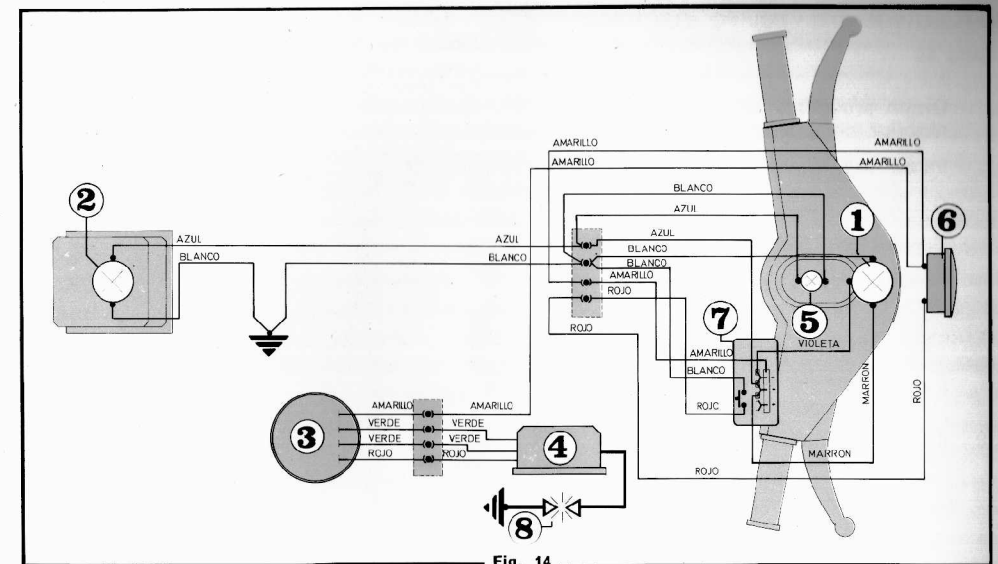 AMARILLO
AMARILLO
AMARILLO
AMARILLO
BLANCO
2
AZUL
1
6
AZUL
AZUL
AZUL
BLANCO
BLANCO
BLANCO
BLANCO
AMARILLO
ROJO
5
7
ROJO
VIOLETA
AMARILLO
BLANCO
MARRON
ROJO
AMARILLO
AMARILLO
ROJO
3
VERDE
VERDE
VERDE
VERDE
4
ROJO
ROJO
MARRON
ROJO
8
Fig. 14